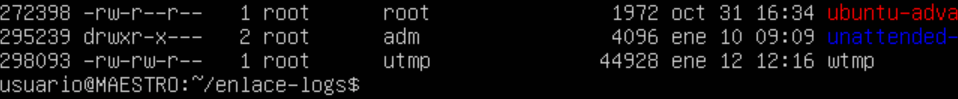 272398 -rw-r--r-- 1 root root 1972 oct 31 16:34 ubuntu-adva
295239 drwxr-x--- 2 root adm 4096 ene 10 09:09 unattended-
298093 -rw-rw-r-- 1 root utmp 44928 ene 12 12:16 wtmp
usuario@MAESTRO:~/enlace-logs$